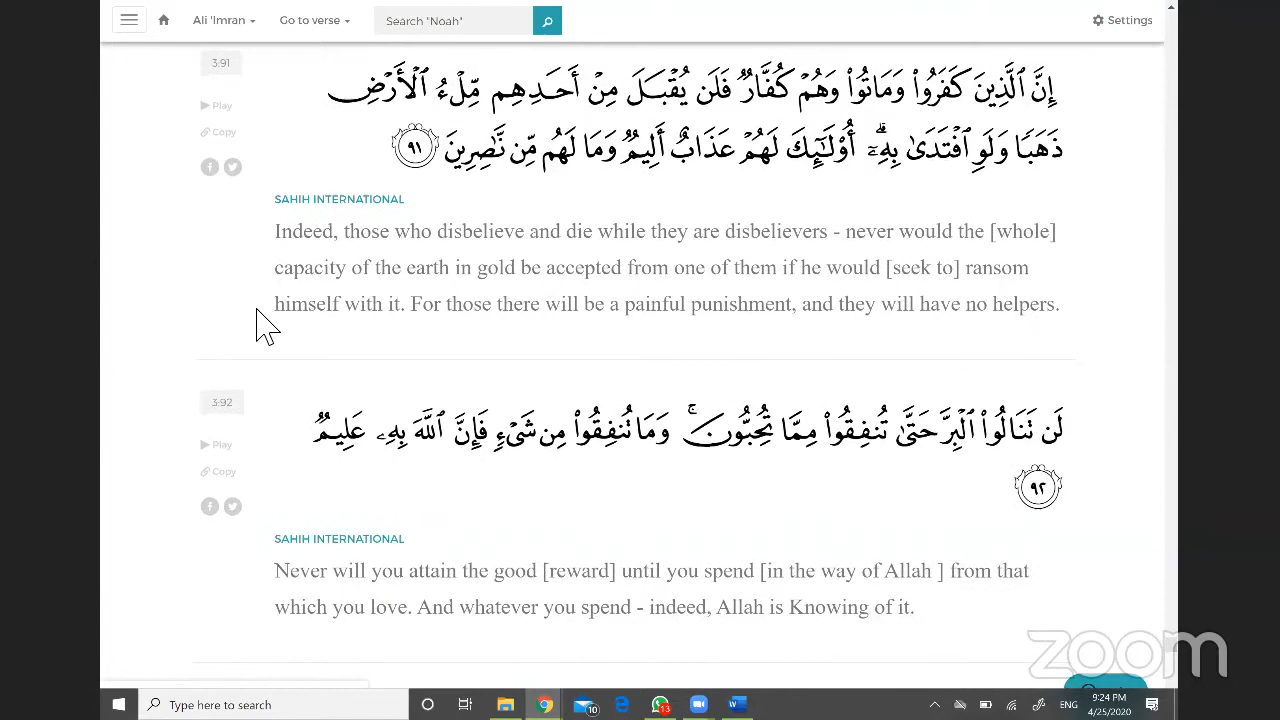 Ali 'Imran
Go to verse
Search "Noah"
Settings
3:91
إِنَّ ٱلَّذِينَ كَفَرُوا۟ وَمَاتُوا۟ وَهُمْ كُفَّارٌ فَلَن يُقْبَلَ مِنْ أَحَدِهِم مِّلْءُ ٱلْأَرْضِ
ذَهَبًا وَلَوِ ٱفْتَدَىٰ بِهِۦٓ ۗ أُو۟لَـٰٓئِكَ لَهُمْ عَذَابٌ أَلِيمٌ وَمَا لَهُم مِّن نَّـٰصِرِينَ ٩١
Play
Copy
SAHIH INTERNATIONAL
Indeed, those who disbelieve and die while they are disbelievers - never would the [whole]
capacity of the earth in gold be accepted from one of them if he would [seek to] ransom
himself with it. For those there will be a painful punishment, and they will have no helpers.
3:92
لَن تَنَالُوا۟ ٱلْبِرَّ حَتَّىٰ تُنفِقُوا۟ مِمَّا تُحِبُّونَ ۚ وَمَا تُنفِقُوا۟ مِن شَىْءٍ فَإِنَّ ٱللَّهَ بِهِۦ عَلِيمٌ
٩٢
Play
Copy
SAHIH INTERNATIONAL
Never will you attain the good [reward] until you spend [in the way of Allah ] from that
which you love. And whatever you spend - indeed, Allah is Knowing of it.
zoom
Type here to search
10
13
ENG
9:24 PM
4/25/2020